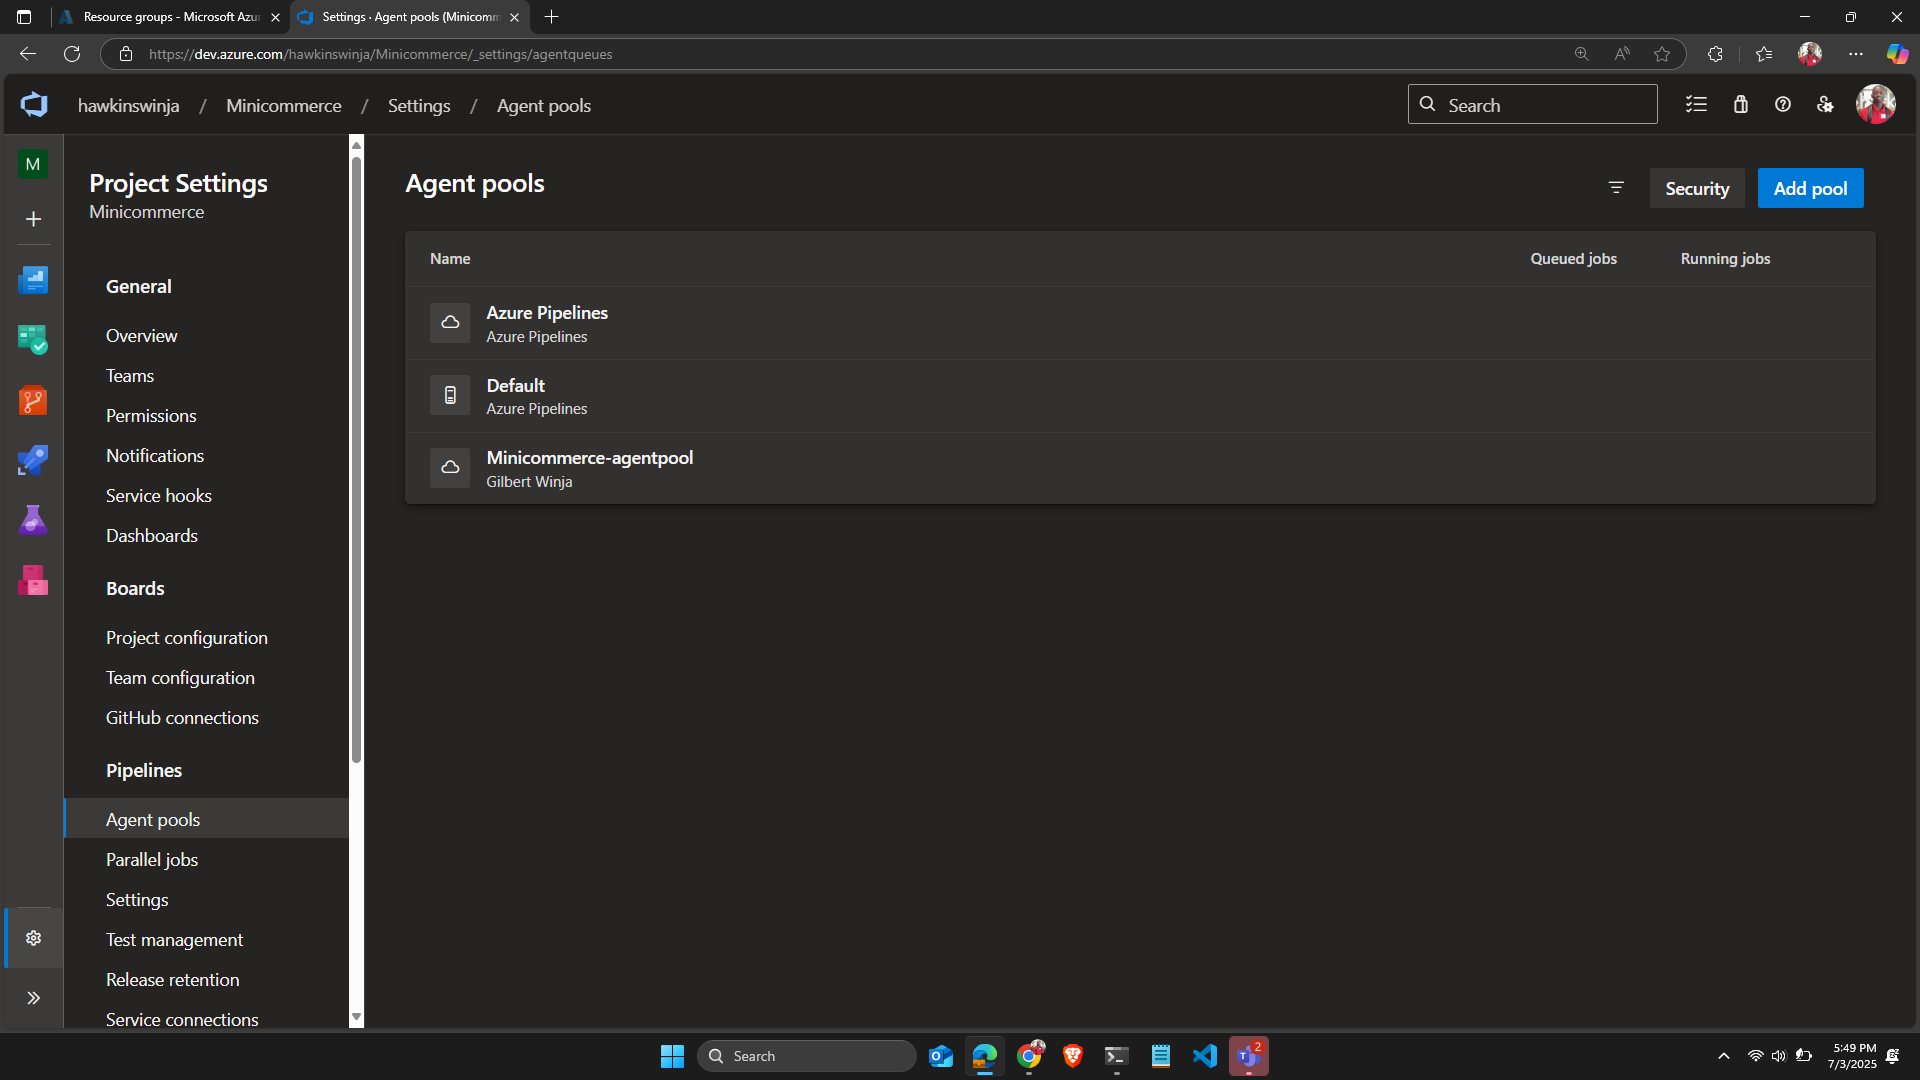 Resource groups - Microsoft Azur
Settings · Agent pools (Minicomm
https://dev.azure.com/hawkinswinja/Minicommerce/_settings/agentqueues
hawkinswinja / Minicommerce / Settings / Agent pools
Search
M
Project Settings
Minicommerce
General
Overview
Teams
Permissions
Notifications
Service hooks
Dashboards
Boards
Project configuration
Team configuration
GitHub connections
Pipelines
Agent pools
Parallel jobs
Settings
Test management
Release retention
Service connections
Agent pools
Security
Add pool
Name
Queued jobs
Running jobs
Azure Pipelines
Azure Pipelines
Default
Azure Pipelines
Minicommerce-agentpool
Gilbert Winja
Search
2
5:49 PM
7/3/2025